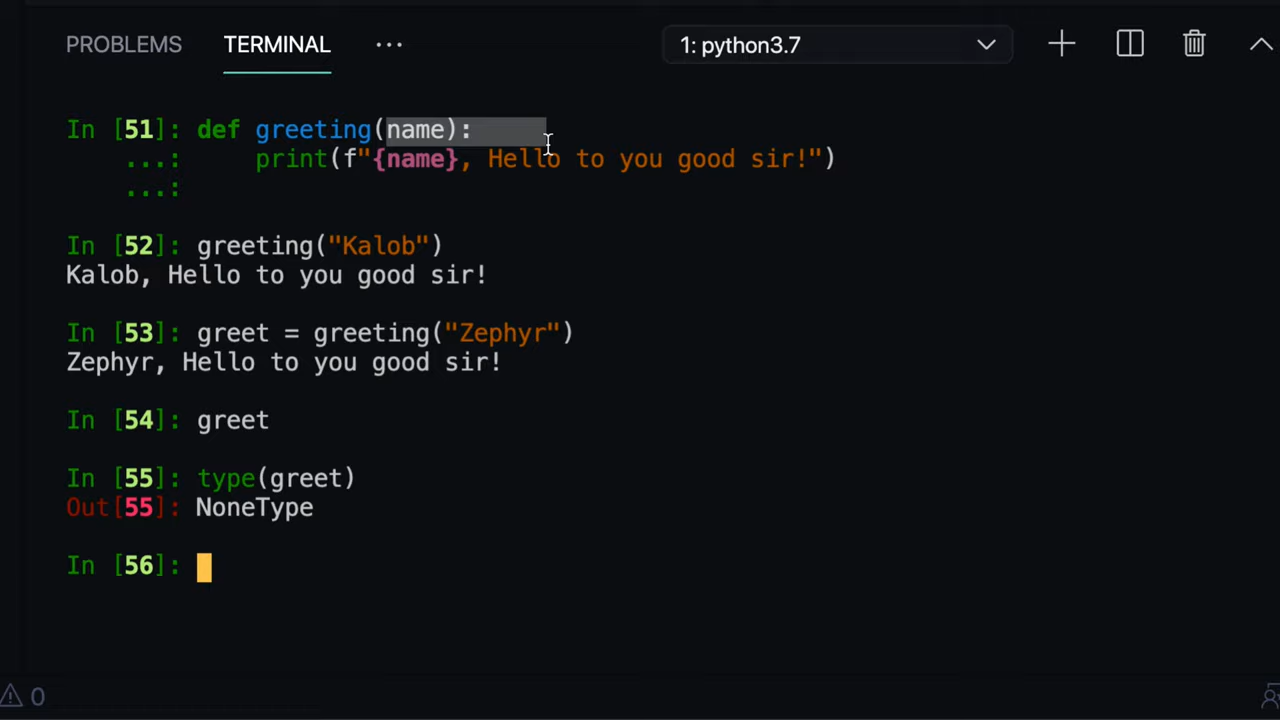 PROBLEMS TERMINAL ... 1: python3.7
In [51]: def greeting(name):
...: print(f"{name}, Hello to you good sir!")
...:
In [52]: greeting("Kalob")
Kalob, Hello to you good sir!
In [53]: greet = greeting("Zephyr")
Zephyr, Hello to you good sir!
In [54]: greet
In [55]: type(greet)
Out[55]: NoneType
In [56]:
0